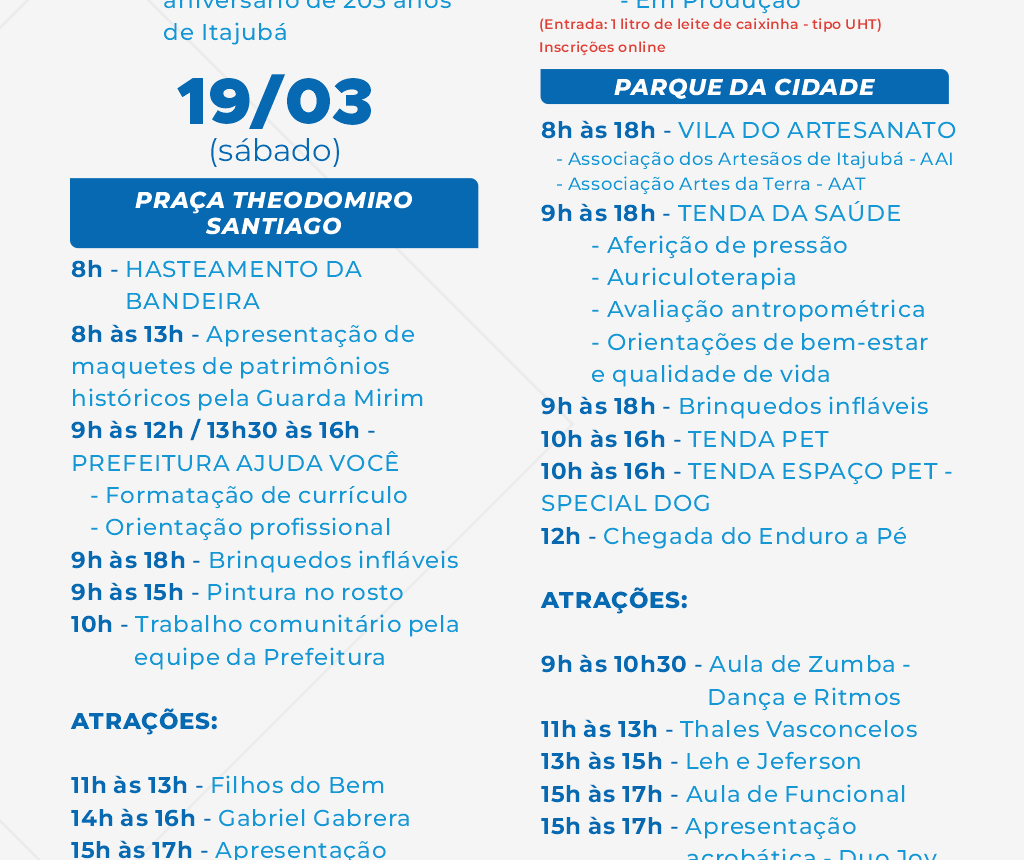 aniversário de 203 anos
de Itajubá
19/03
(sábado)
PRAÇA THEODOMIRO
SANTIAGO
8h - HASTEAMENTO DA
BANDEIRA
8h às 13h - Apresentação de
maquetes de patrimônios
históricos pela Guarda Mirim
9h às 12h / 13h30 às 16h -
PREFEITURA AJUDA VOCÊ
- Formatação de currículo
- Orientação profissional
9h às 18h - Brinquedos infláveis
9h às 15h - Pintura no rosto
10h - Trabalho comunitário pela
equipe da Prefeitura
ATRAÇÕES:
11h às 13h - Filhos do Bem
14h às 16h - Gabriel Gabrera
15h às 17h - Apresentação
- Em Produção
(Entrada: 1 litro de leite de caixinha - tipo UHT)
Inscrições online
PARQUE DA CIDADE
8h às 18h - VILA DO ARTESANATO
- Associação dos Artesãos de Itajubá - AAI
- Associação Artes da Terra - AAT
9h às 18h - TENDA DA SAÚDE
- Aferição de pressão
- Auriculoterapia
- Avaliação antropométrica
- Orientações de bem-estar
e qualidade de vida
9h às 18h - Brinquedos infláveis
10h às 16h - TENDA PET
10h às 16h - TENDA ESPAÇO PET -
SPECIAL DOG
12h - Chegada do Enduro a Pé
ATRAÇÕES:
9h às 10h30 - Aula de Zumba -
Dança e Ritmos
11h às 13h - Thales Vasconcelos
13h às 15h - Leh e Jeferson
15h às 17h - Aula de Funcional
15h às 17h - Apresentação
acrobática - Duo Joy